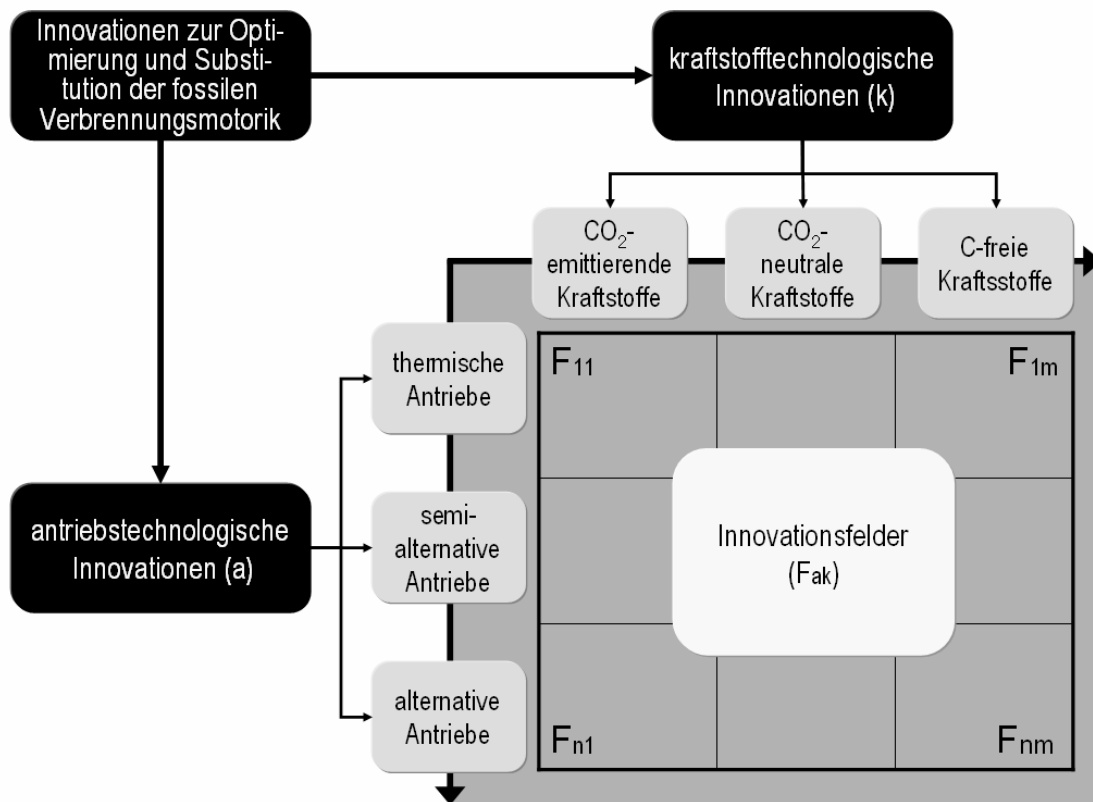 Innovationen zur Opti-
mierung und Substi-
tution der fossilen
Verbrennungsmotorik
kraftstofftechnologische
Innovationen (k)
CO₂-
emittierende
Kraftstoffe
CO₂-
neutrale
Kraftstoffe
C-freie
Kraftsstoffe
thermische
Antriebe
F11
F1m
antriebstechnologische
Innovationen (a)
semi-
alternative
Antriebe
Innovationsfelder
(Fak)
alternative
Antriebe
Fn1
Fnm